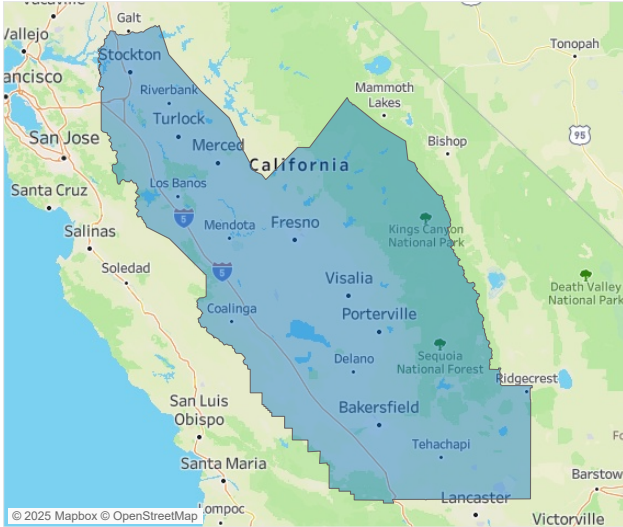 Vacaville
Galt
Vallejo
Stockton
Tonopah
ancisco
Riverbank
Mammoth
Lakes
95
Turlock
San Jose
Merced
Bishop
California
Los Banos
Santa Cruz
5
Mendota
Fresno
Salinas
Kings Canyon
National Park
Soledad
5
Visalia
Death Valley
National Park
Coalinga
Porterville
Delano
Sequoia
National Forest
Ridgecrest
San Luis
Obispo
Bakersfield
Tehachapi
Santa Maria
Barstow
Lancaster
Lompoc
© 2025 Mapbox © OpenStreetMap
Victorville